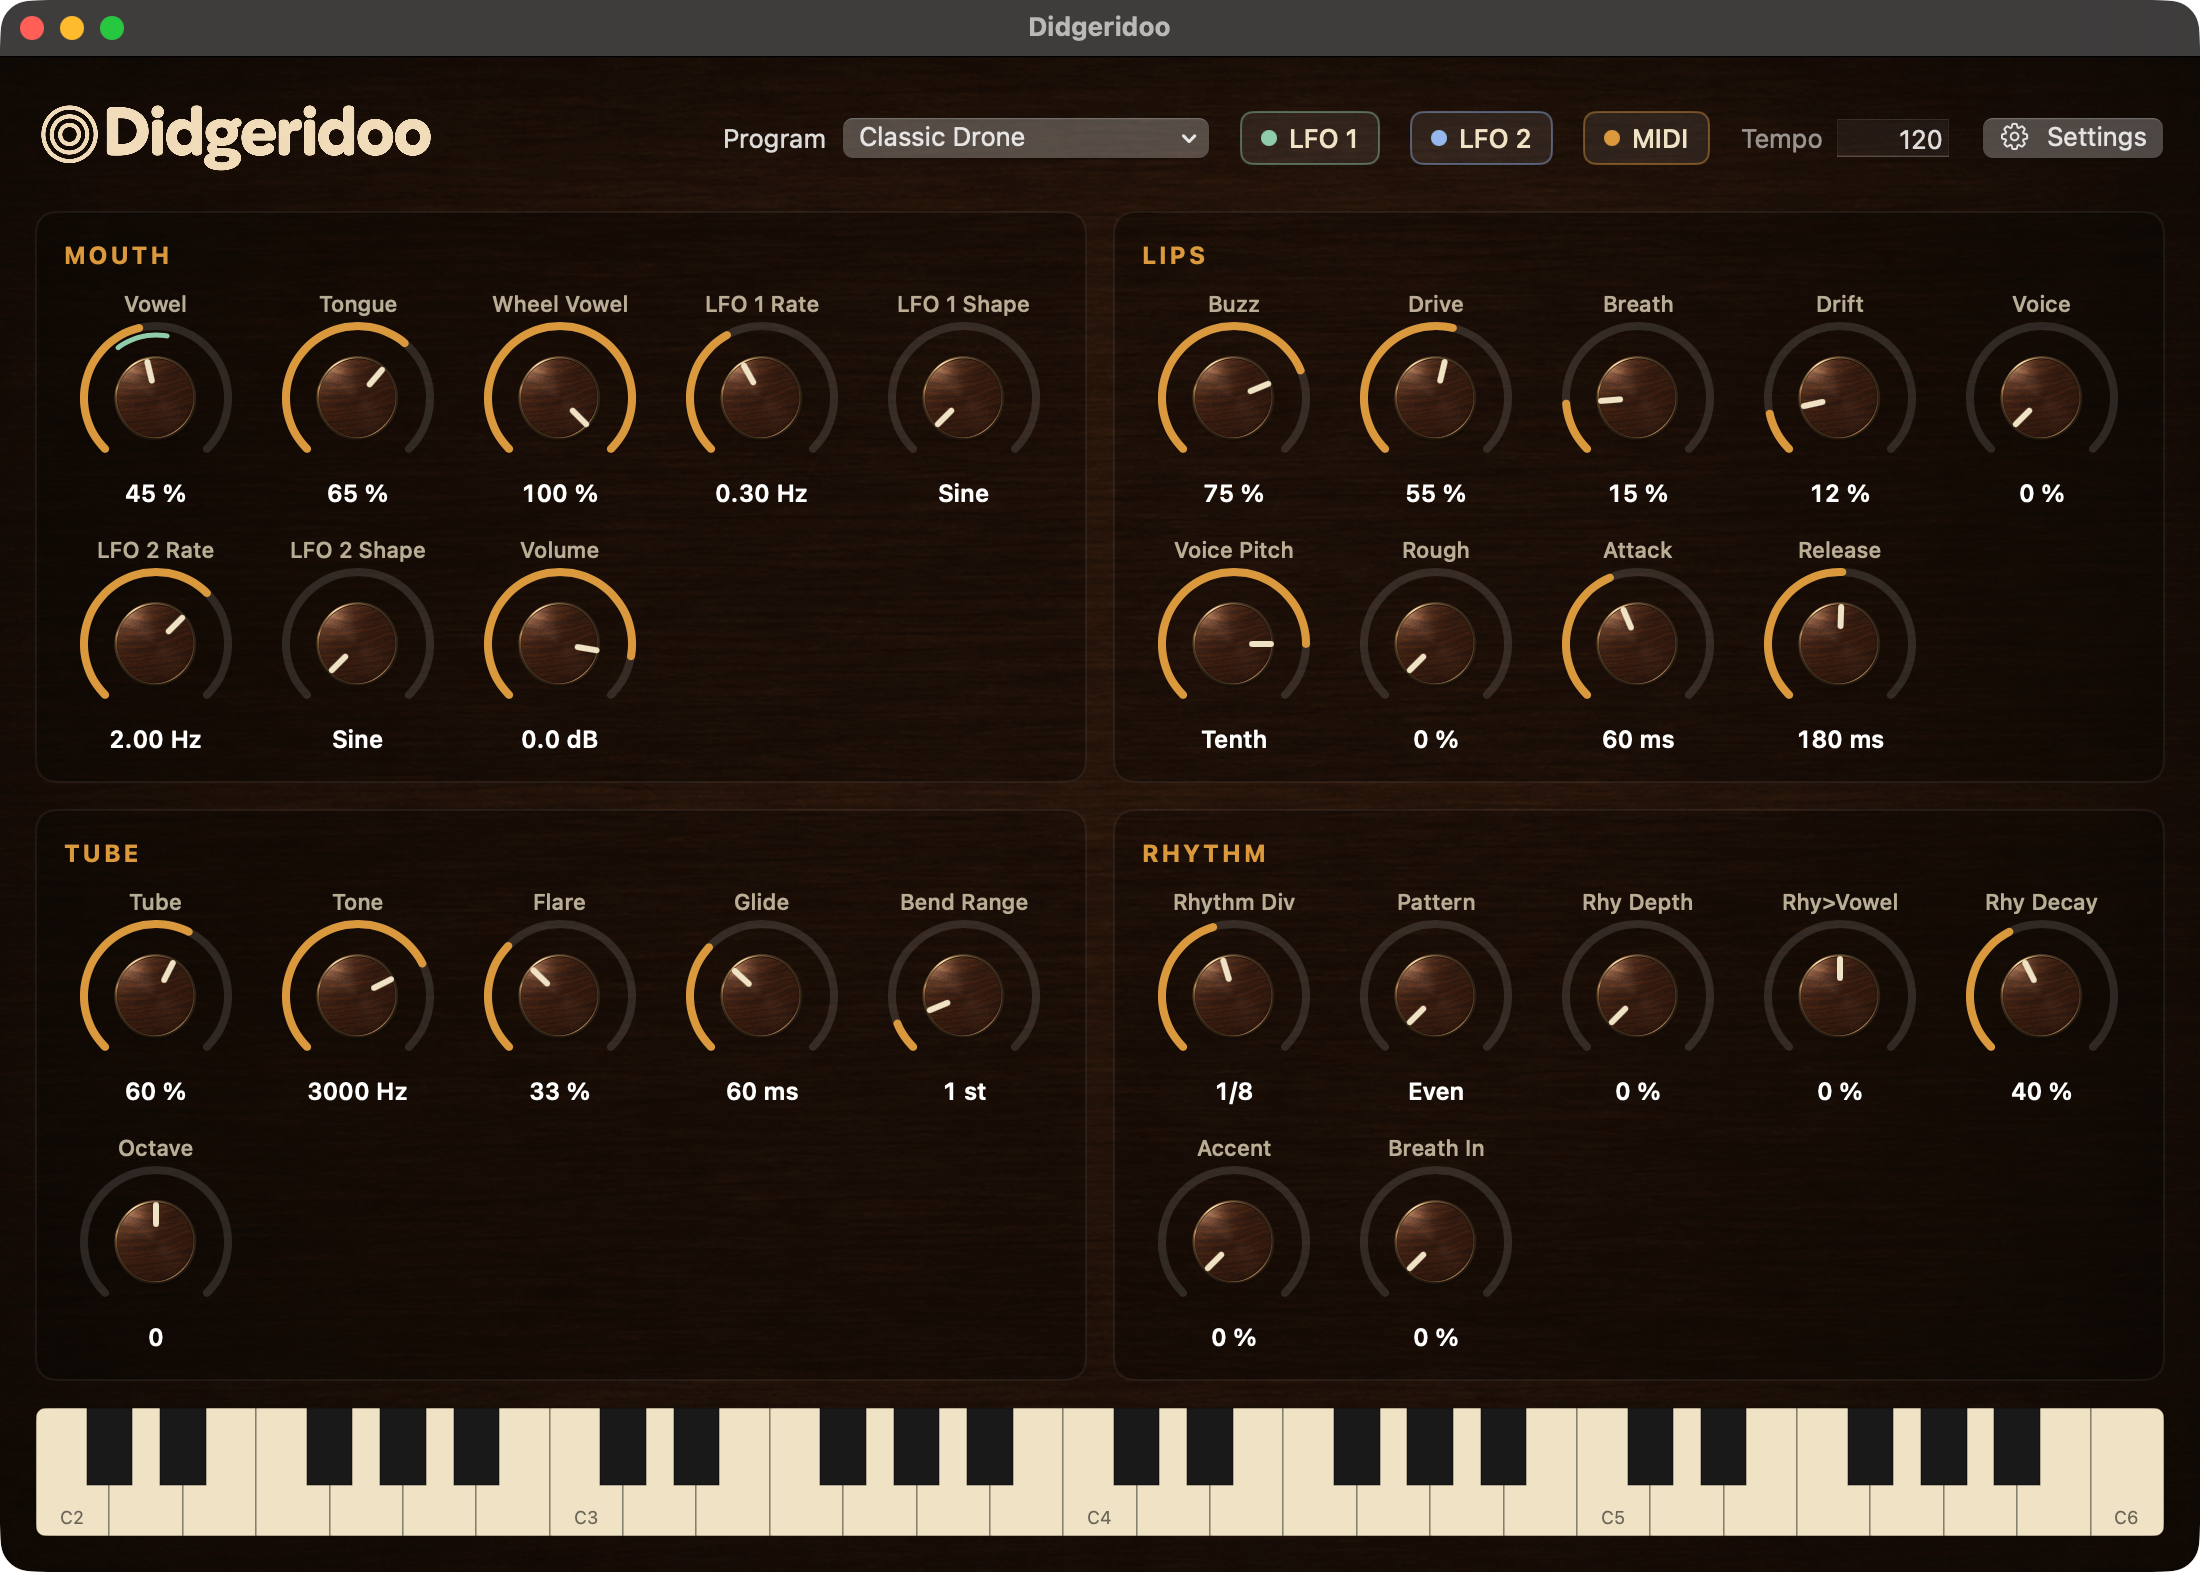 Didgeridoo
Didgeridoo
Program Classic Drone LFO 1 LFO 2 MIDI Tempo 120 Settings
MOUTH
Vowel Tongue Wheel Vowel LFO 1 Rate LFO 1 Shape
45 % 65 % 100 % 0.30 Hz Sine
LFO 2 Rate LFO 2 Shape Volume
2.00 Hz Sine 0.0 dB
LIPS
Buzz Drive Breath Drift Voice
75 % 55 % 15 % 12 % 0 %
Voice Pitch Rough Attack Release
Tenth 0 % 60 ms 180 ms
TUBE
Tube Tone Flare Glide Bend Range
60 % 3000 Hz 33 % 60 ms 1 st
Octave
0
RHYTHM
Rhythm Div Pattern Rhy Depth Rhy>Vowel Rhy Decay
1/8 Even 0 % 0 % 40 %
Accent Breath In
0 % 0 %
C2 C3 C4 C5 C6